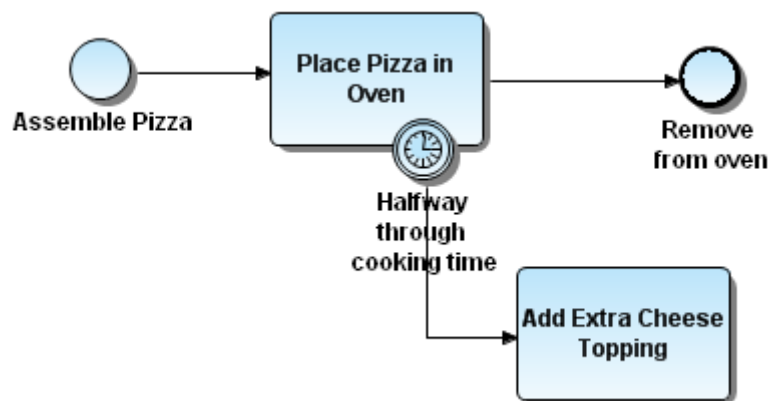 Place Pizza in
Oven
Assemble Pizza
Remove
from oven
Halfway
through
cooking time
Add Extra Cheese
Topping